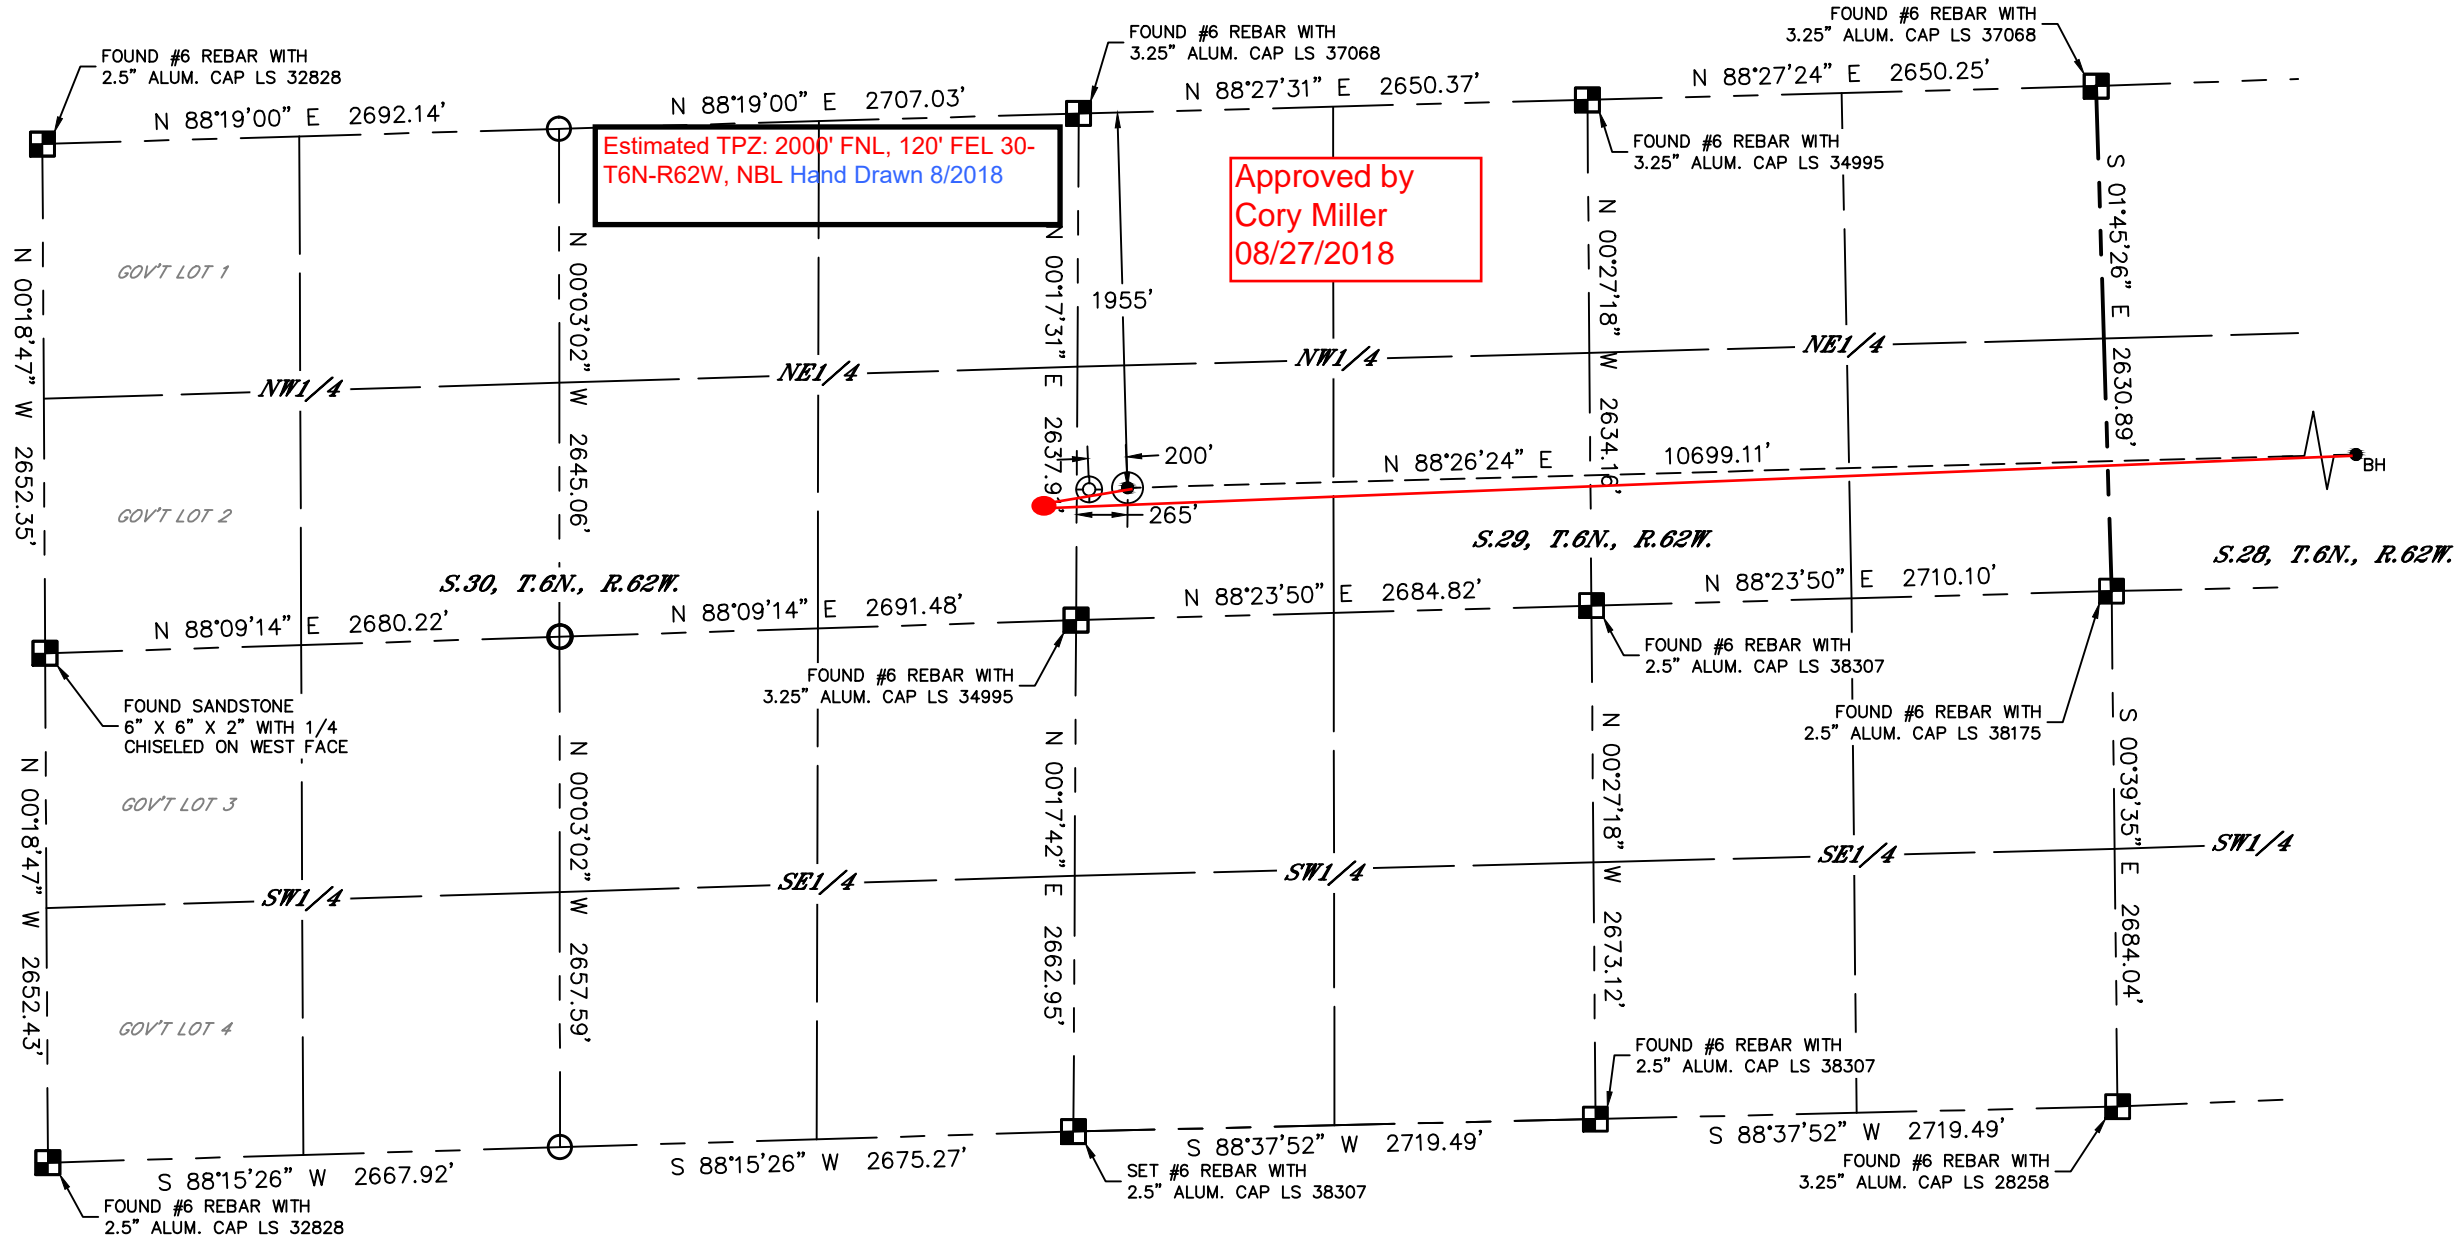 FOUND #6 REBAR WITH
2.5" ALUM. CAP LS 32828
FOUND #6 REBAR WITH
3.25" ALUM. CAP LS 37068
FOUND #6 REBAR WITH
3.25" ALUM. CAP LS 37068
N 88°19'00" E 2692.14'
N 88°19'00" E 2707.03'
N 88°27'31" E 2650.37'
N 88°27'24" E 2650.25'
Estimated TPZ: 2000' FNL, 120' FEL 30-
T6N-R62W, NBL Hand Drawn 8/2018
Approved by
Cory Miller
08/27/2018
FOUND #6 REBAR WITH
3.25" ALUM. CAP LS 34995
N 00°18'47" W 2652.35'
GOV'T LOT 1
N 00°03'02" W 2645.06'
N 00°17'31" E 2637.9
1955'
N 00°27'18" W 2634.16'
S 01°45'26" E 2630.89'
NW1/4
NE1/4
NW1/4
NE1/4
GOV'T LOT 2
200'
N 88°26'24" E 10699.11'
BH
265'
S.30, T.6N., R.62W.
S.29, T.6N., R.62W.
S.28, T.6N., R.62W.
N 88°09'14" E 2680.22'
N 88°09'14" E 2691.48'
N 88°23'50" E 2684.82'
N 88°23'50" E 2710.10'
FOUND SANDSTONE
6" X 6" X 2" WITH 1/4
CHISELED ON WEST FACE
FOUND #6 REBAR WITH
3.25" ALUM. CAP LS 34995
FOUND #6 REBAR WITH
2.5" ALUM. CAP LS 38307
FOUND #6 REBAR WITH
2.5" ALUM. CAP LS 38175
N 00°18'47" W 2652.43'
GOV'T LOT 3
N 00°03'02" W 2657.59'
N 00°17'42" E 2662.95'
N 00°27'18" W 2673.12'
S 00°39'35" E 2684.04'
SW1/4
SE1/4
SW1/4
SE1/4
SW1/4
GOV'T LOT 4
FOUND #6 REBAR WITH
2.5" ALUM. CAP LS 38307
S 88°15'26" W 2667.92'
S 88°15'26" W 2675.27'
S 88°37'52" W 2719.49'
S 88°37'52" W 2719.49'
FOUND #6 REBAR WITH
2.5" ALUM. CAP LS 32828
SET #6 REBAR WITH
2.5" ALUM. CAP LS 38307
FOUND #6 REBAR WITH
3.25" ALUM. CAP LS 28258